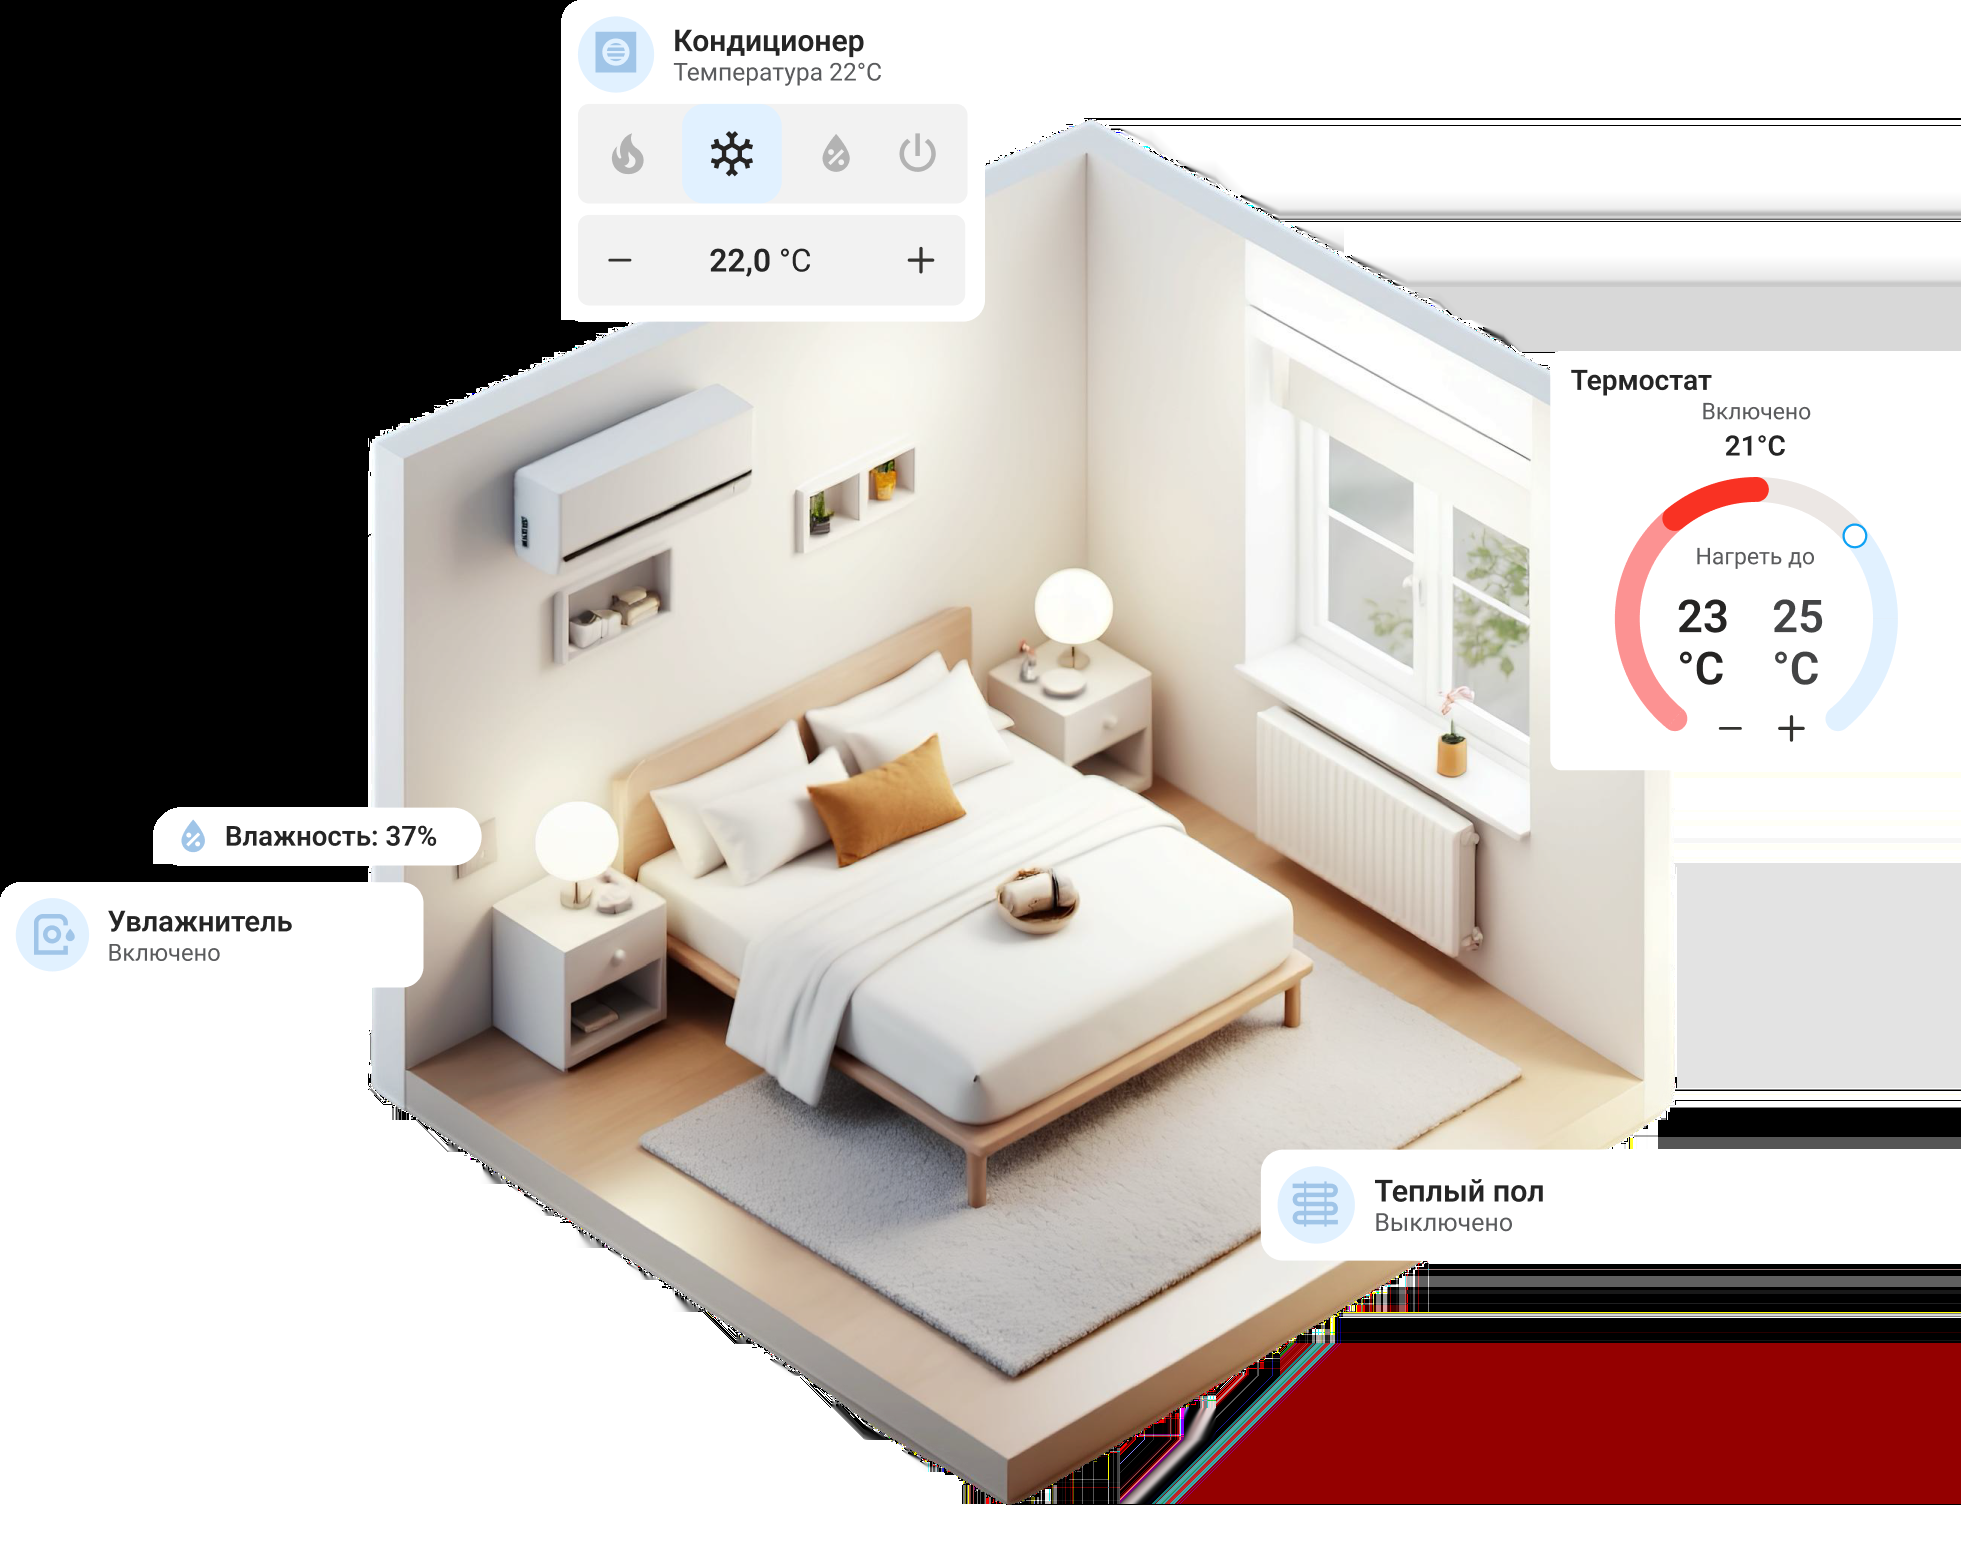 Кондиционер
Температура 22°C
22,0 °C
Термостат
Включено
21°C
Нагреть до
23 25
°C °C
Влажность: 37%
Увлажнитель
Включено
Теплый пол
Выключено